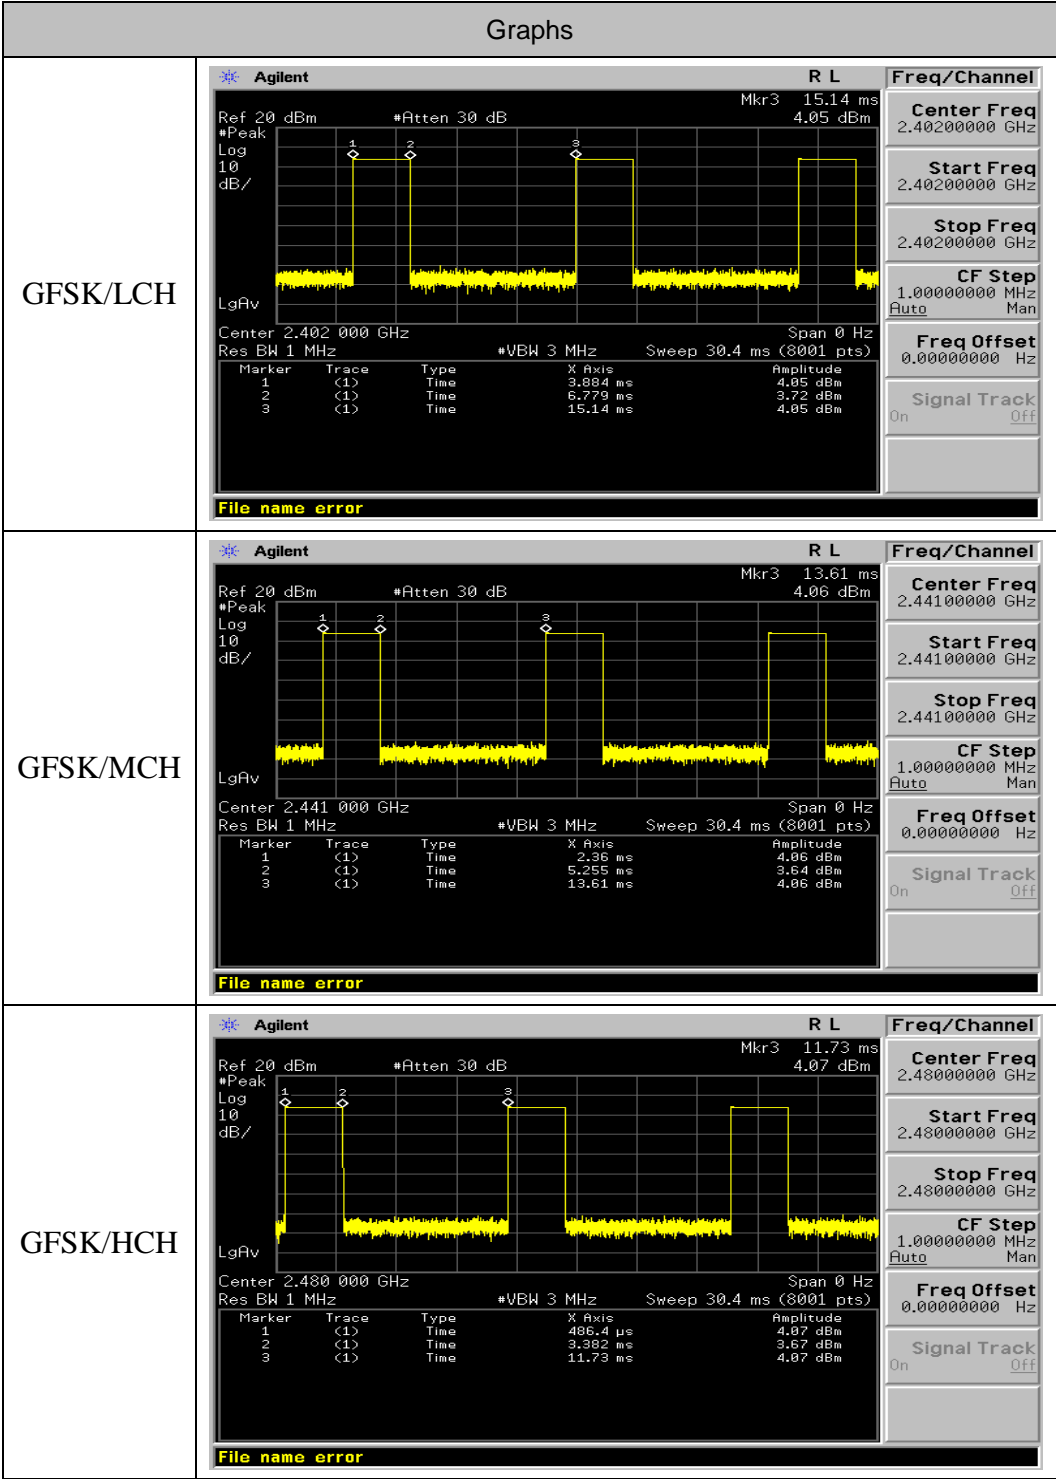 Graphs
GFSK/LCH
Agilent R L Freq/Channel
Mkr3 15.14 ms
Ref 20 dBm #Atten 30 dB 4.05 dBm
#Peak
Log
10
dB/
1 2 3
LgAv
Center 2.402 000 GHz Span 0 Hz
Res BW 1 MHz #VBW 3 MHz Sweep 30.4 ms (8001 pts)
Marker Trace Type X Axis Amplitude
1 (1) Time 3.884 ms 4.05 dBm
2 (1) Time 6.779 ms 3.72 dBm
3 (1) Time 15.14 ms 4.05 dBm
File name error
Center Freq
2.40200000 GHz
Start Freq
2.40200000 GHz
Stop Freq
2.40200000 GHz
CF Step
1.00000000 MHz
Auto Man
Freq Offset
0.00000000 Hz
Signal Track
On Off
GFSK/MCH
Agilent R L Freq/Channel
Mkr3 13.61 ms
Ref 20 dBm #Atten 30 dB 4.06 dBm
#Peak
Log
10
dB/
1 2 3
LgAv
Center 2.441 000 GHz Span 0 Hz
Res BW 1 MHz #VBW 3 MHz Sweep 30.4 ms (8001 pts)
Marker Trace Type X Axis Amplitude
1 (1) Time 2.36 ms 4.06 dBm
2 (1) Time 5.255 ms 3.64 dBm
3 (1) Time 13.61 ms 4.06 dBm
File name error
Center Freq
2.44100000 GHz
Start Freq
2.44100000 GHz
Stop Freq
2.44100000 GHz
CF Step
1.00000000 MHz
Auto Man
Freq Offset
0.00000000 Hz
Signal Track
On Off
GFSK/HCH
Agilent R L Freq/Channel
Mkr3 11.73 ms
Ref 20 dBm #Atten 30 dB 4.07 dBm
#Peak
Log
10
dB/
1 2 3
LgAv
Center 2.480 000 GHz Span 0 Hz
Res BW 1 MHz #VBW 3 MHz Sweep 30.4 ms (8001 pts)
Marker Trace Type X Axis Amplitude
1 (1) Time 486.4 µs 4.07 dBm
2 (1) Time 3.382 ms 3.67 dBm
3 (1) Time 11.73 ms 4.07 dBm
File name error
Center Freq
2.48000000 GHz
Start Freq
2.48000000 GHz
Stop Freq
2.48000000 GHz
CF Step
1.00000000 MHz
Auto Man
Freq Offset
0.00000000 Hz
Signal Track
On Off